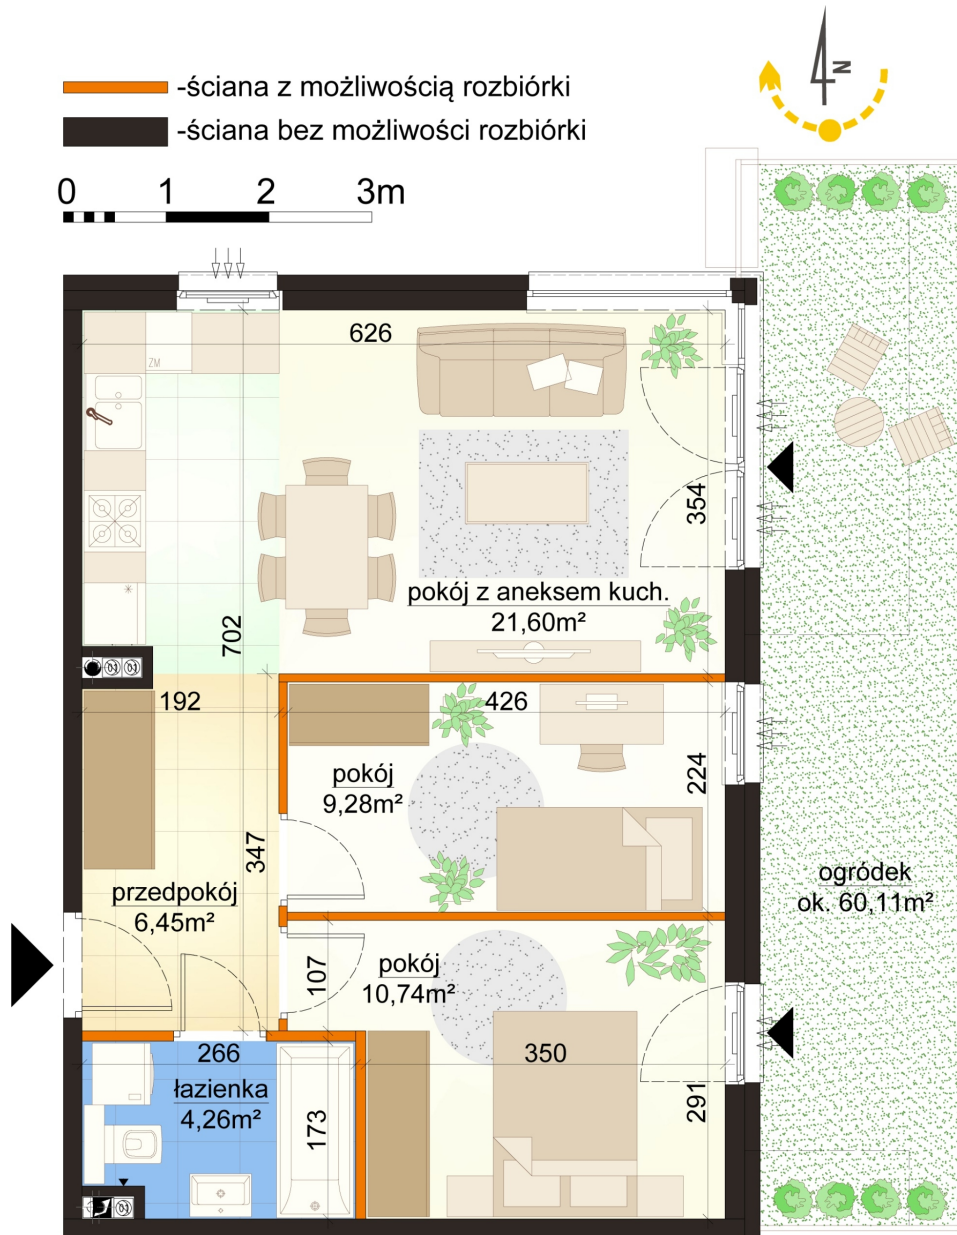 N
-ściana z możliwością rozbiórki
-ściana bez możliwości rozbiórki
0 1 2 3m
626
ZM
354
pokój z aneksem kuch.
21,60m²
702
192
426
pokój
9,28m²
224
347
przedpokój
6,45m²
ogródek
ok. 60,11m²
107
pokój
10,74m²
266
350
łazienka
4,26m²
173
291